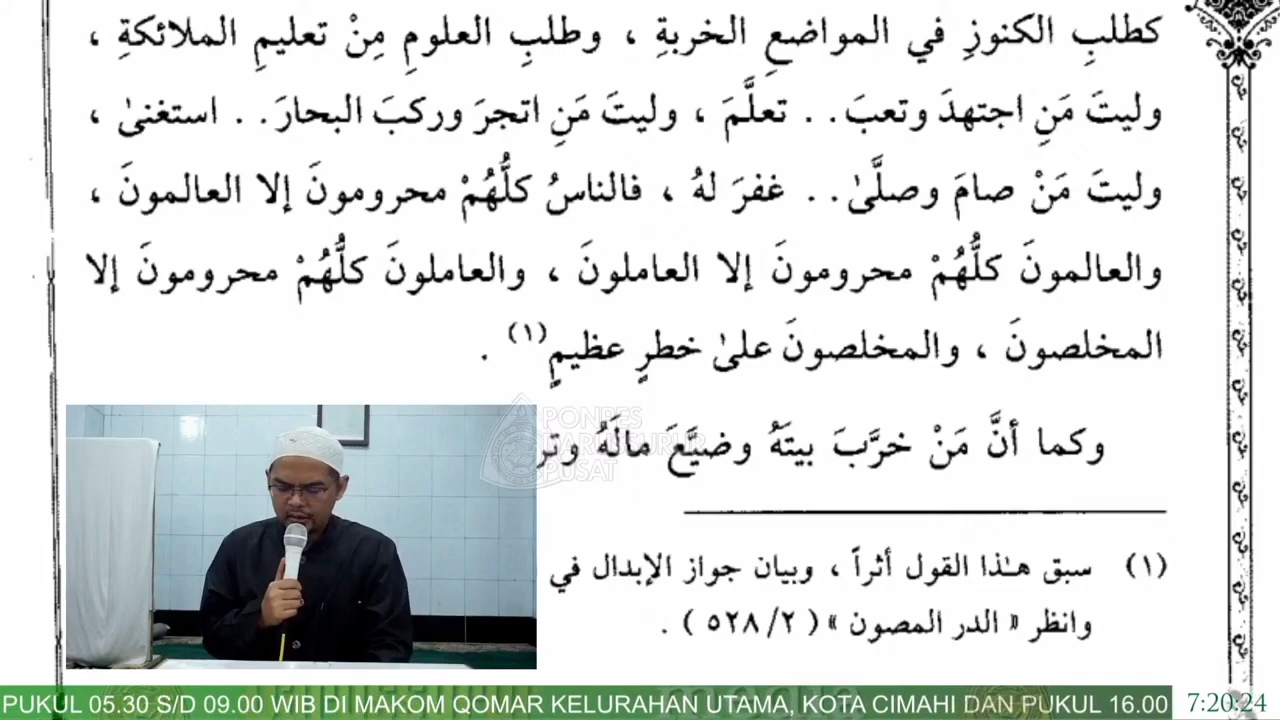 كطلبِ الكنوزِ في المواضعِ الخربةِ ، وطلبِ العلومِ مِنْ تعليمِ الملائكةِ ،
وليتَ مَنِ اجتهدَ وتعبَ . . تعلَّمَ ، وليتَ مَنِ اتجرَ وركبَ البحارَ . . استغنىٰ ،
وليتَ مَنْ صامَ وصلَّىٰ . . غفرَ لهُ ، فالناسُ كلُّهُمْ محرومونَ إلا العالمونَ ،
والعالمونَ كلُّهُمْ محرومونَ إلا العاملونَ ، والعاملونَ كلُّهُمْ محرومونَ إلا
المخلصونَ ، والمخلصونَ علىٰ خطرٍ عظيمٍ(١) .
وكما أنَّ مَنْ خرَّبَ بيتَهُ وضيَّعَ مالَهُ
PONPES
PUSAT
(١) سبق هـٰذا القول أثراً ، وبيان جواز الإبدال في
وانظر « الدر المصون » ( ٥٢٨/٢ ) .
PUKUL 05.30 S/D 09.00 WIB DI MAKOM QOMAR KELURAHAN UTAMA, KOTA CIMAHI DAN PUKUL 16.00
7:20:24